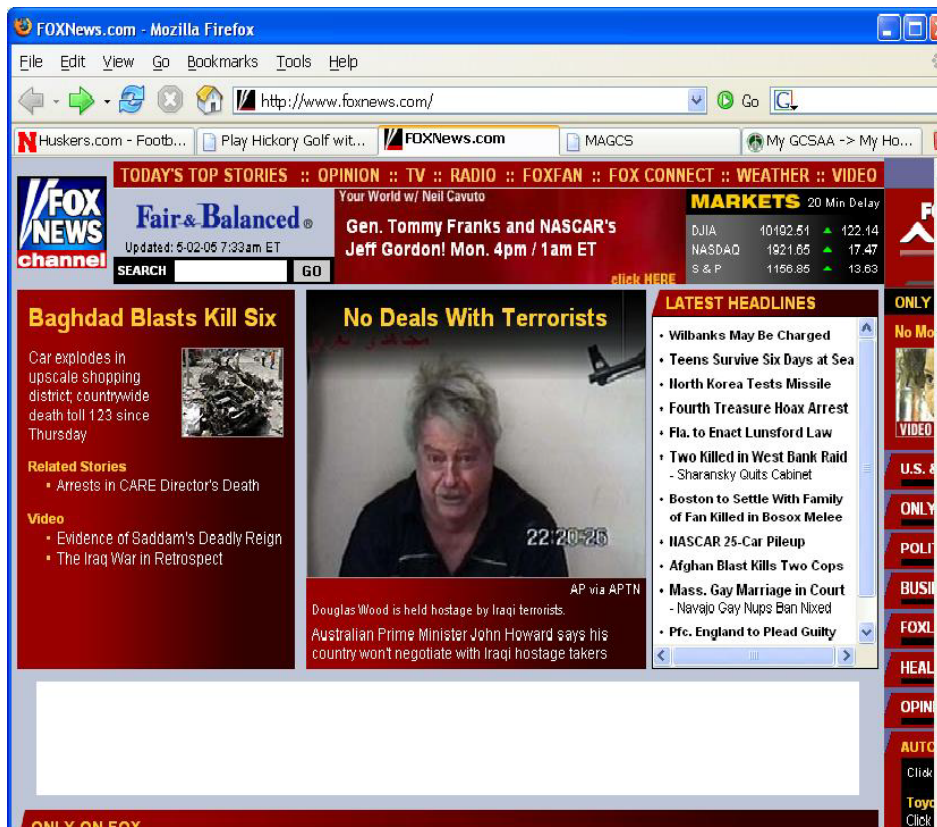 FOXNews.com - Mozilla Firefox
File Edit View Go Bookmarks Tools Help
http://www.foxnews.com/ Go G
Huskers.com - Footb... Play Hickory Golf wit... FOXNews.com MAGCS My GCSAA -> My Ho...
TODAY'S TOP STORIES :: OPINION :: TV :: RADIO :: FOXFAN :: FOX CONNECT :: WEATHER :: VIDEO
FOX
NEWS
channel
Fair & Balanced ®
Updated: 5-02-05 7:33am ET
SEARCH GO
Your World w/ Neil Cavuto
Gen. Tommy Franks and NASCAR's
Jeff Gordon! Mon. 4pm / 1am ET
click HERE
MARKETS 20 Min Delay
DJIA 10192.51 ▲ 122.14
NASDAQ 1921.65 ▲ 17.47
S & P 1156.85 ▲ 13.63
Baghdad Blasts Kill Six
Car explodes in
upscale shopping
district; countrywide
death toll 123 since
Thursday
Related Stories
Arrests in CARE Director's Death
Video
Evidence of Saddam's Deadly Reign
The Iraq War in Retrospect
No Deals With Terrorists
22:20:26
AP via APTN
Douglas Wood is held hostage by Iraqi terrorists.
Australian Prime Minister John Howard says his
country won't negotiate with Iraqi hostage takers
LATEST HEADLINES
• Wilbanks May Be Charged
• Teens Survive Six Days at Sea
• North Korea Tests Missile
• Fourth Treasure Hoax Arrest
• Fla. to Enact Lunsford Law
• Two Killed in West Bank Raid
- Sharansky Quits Cabinet
• Boston to Settle With Family
of Fan Killed in Bosox Melee
• NASCAR 25-Car Pileup
• Afghan Blast Kills Two Cops
• Mass. Gay Marriage in Court
- Navajo Gay Nups Ban Nixed
• Pfc. England to Plead Guilty
ONLY
No Mo
VIDEO
U.S. &
ONLY
POLI
BUSI
FOXL
HEAL
OPIN
AUTO
Click
Toyo
Click
ONLY ON FOX